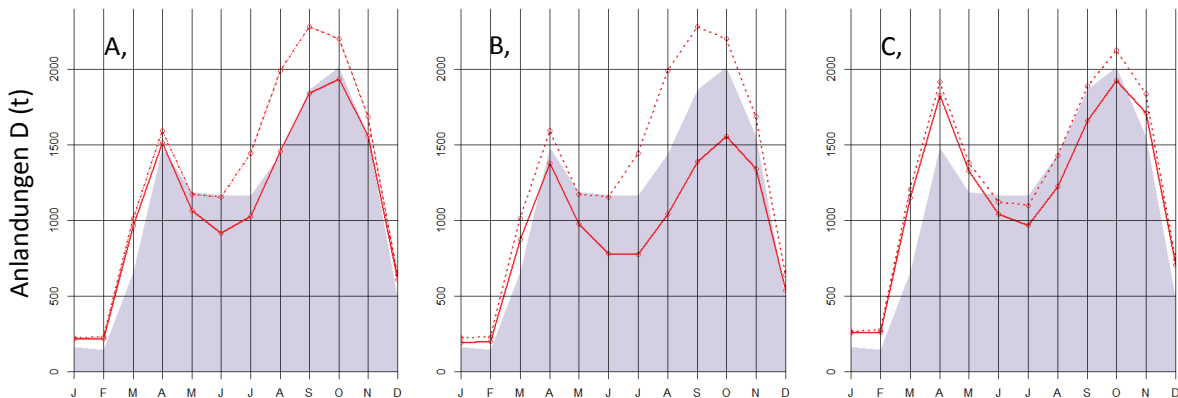 A,
B,
C,
Anlandungen D (t)
2000
1500
1000
500
0
J F M A M J J A S O N D
2000
1500
1000
500
0
J F M A M J J A S O N D
2000
1500
1000
500
0
J F M A M J J A S O N D